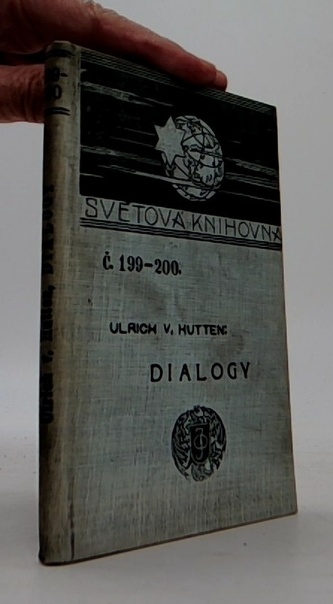 SVĚTOVÁ KNIHOVNA
Č. 199-200.
ULRICH V. HUTTEN:
DIALOGY